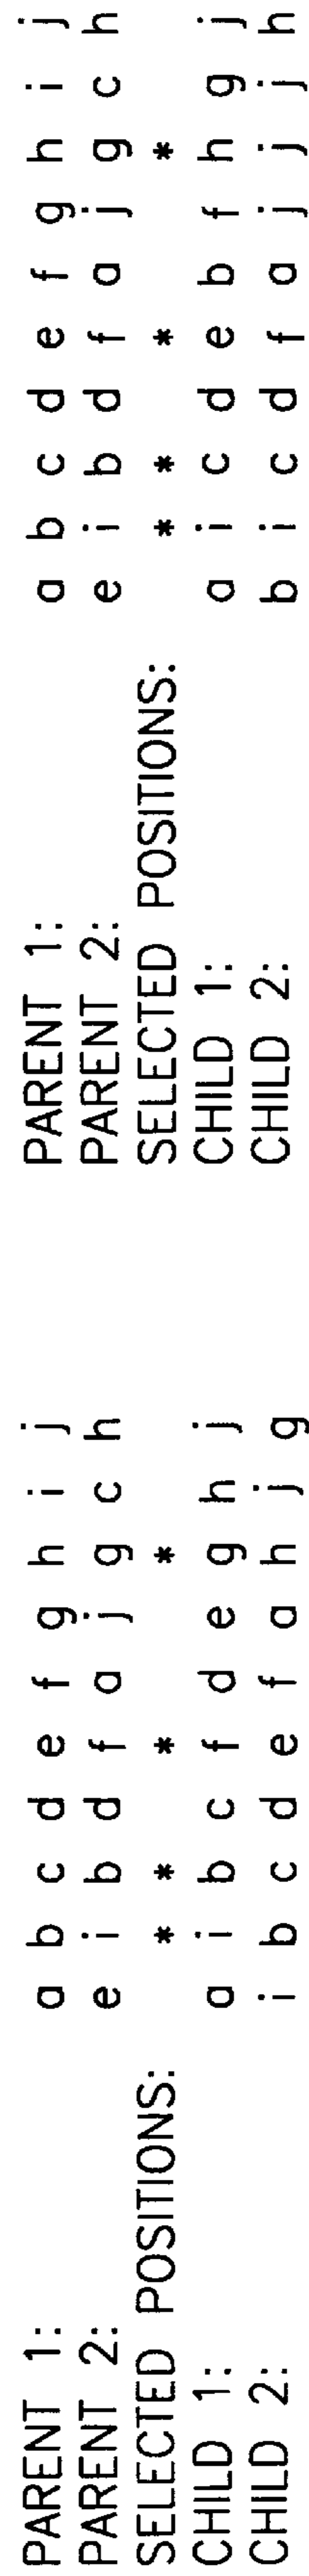 PARENT 1: a b c d e f g h i j
PARENT 2: e i b d f a j g c h
SELECTED POSITIONS: * * * *
CHILD 1: a i b c f d e g h j
CHILD 2: i b c d e f a h j g
PARENT 1: a b c d e f g h i j
PARENT 2: e i b d f a j g c h
SELECTED POSITIONS: * * * *
CHILD 1: a i c d e b f h g j
CHILD 2: b i c d f a j j j h